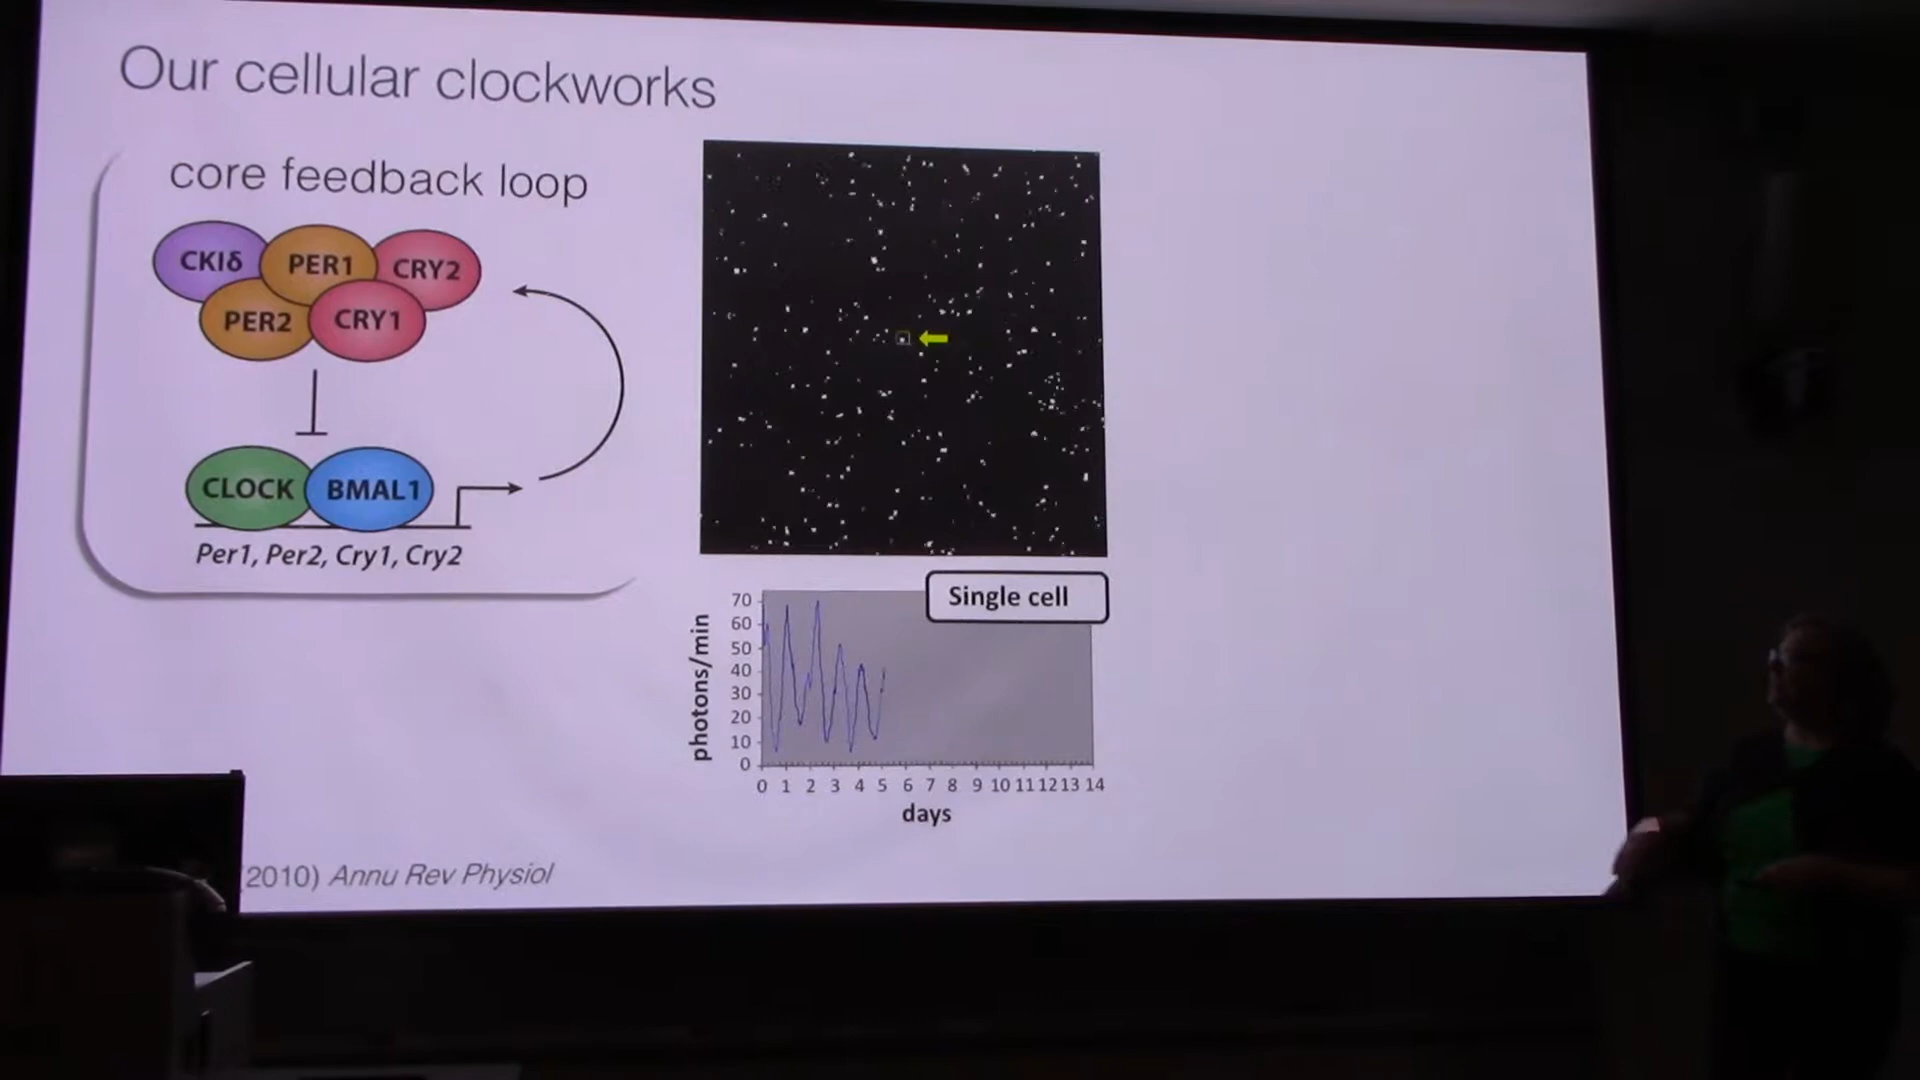 Our cellular clockworks
core feedback loop
CKIδ
PER1
CRY2
PER2
CRY1
CLOCK
BMAL1
Per1, Per2, Cry1, Cry2
Single cell
photons/min
70
60
50
40
30
20
10
0
0 1 2 3 4 5 6 7 8 9 10 11 12 13 14
days
(2010) Annu Rev Physiol